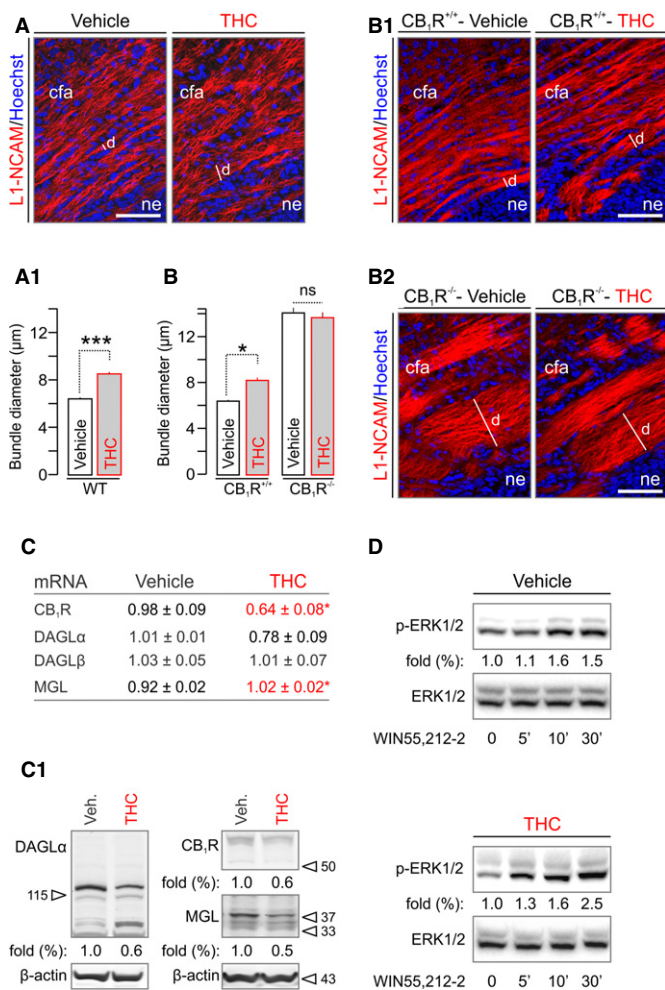 A
Vehicle
THC
L1-NCAM/Hoechst
cfa
d
ne
cfa
d
ne
B1
CB₁R⁺/⁺- Vehicle
CB₁R⁺/⁺- THC
L1-NCAM/Hoechst
cfa
d
ne
cfa
d
ne
A1
Bundle diameter (μm)
12
8
4
0
***
Vehicle
THC
WT
B
Bundle diameter (μm)
12
8
4
0
*
ns
Vehicle
THC
Vehicle
THC
CB₁R⁺/⁺
CB₁R⁻/⁻
B2
CB₁R⁻/⁻- Vehicle
CB₁R⁻/⁻- THC
L1-NCAM/Hoechst
cfa
d
ne
cfa
d
ne
C
mRNA Vehicle THC
CB₁R 0.98 ± 0.09 0.64 ± 0.08*
DAGLα 1.01 ± 0.01 0.78 ± 0.09
DAGLβ 1.03 ± 0.05 1.01 ± 0.07
MGL 0.92 ± 0.02 1.02 ± 0.02*
C1
Veh.
THC
DAGLα
115
fold (%): 1.0 0.6
β-actin
Veh.
THC
CB₁R
50
fold (%): 1.0 0.6
MGL
37
33
fold (%): 1.0 0.5
β-actin
43
D
Vehicle
p-ERK1/2
fold (%): 1.0 1.1 1.6 1.5
ERK1/2
WIN55,212-2 0 5' 10' 30'
THC
p-ERK1/2
fold (%): 1.0 1.3 1.6 2.5
ERK1/2
WIN55,212-2 0 5' 10' 30'